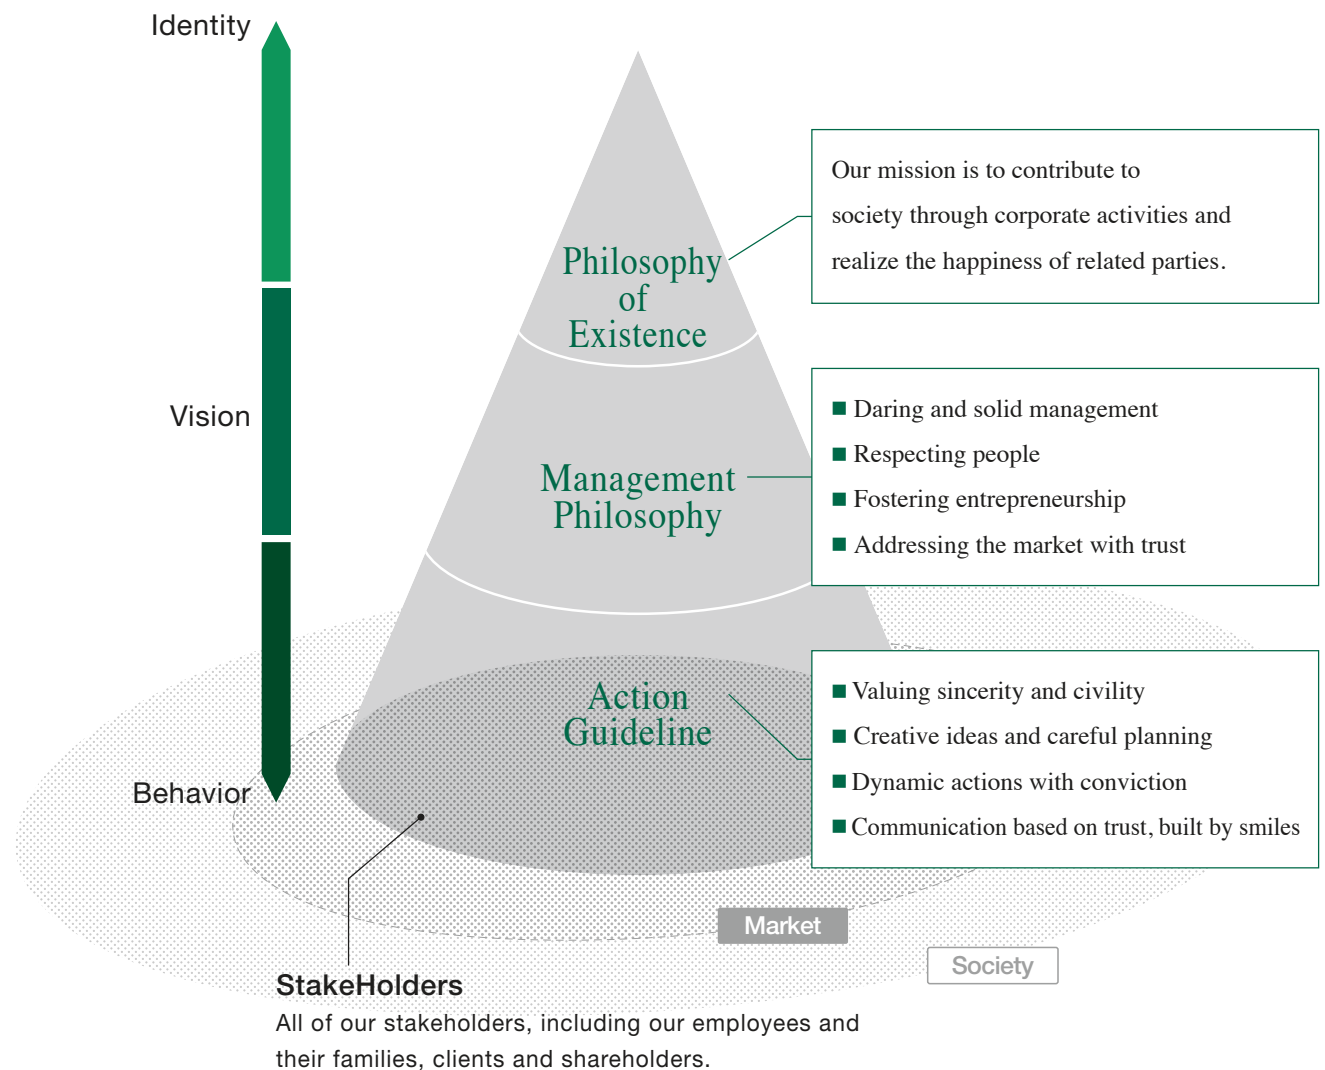 Identity
Our mission is to contribute to
society through corporate activities and
realize the happiness of related parties.
Philosophy
of
Existence
Vision
Daring and solid management
Respecting people
Fostering entrepreneurship
Addressing the market with trust
Management
Philosophy
Behavior
Action
Guideline
Valuing sincerity and civility
Creative ideas and careful planning
Dynamic actions with conviction
Communication based on trust, built by smiles
Market
Society
StakeHolders
All of our stakeholders, including our employees and
their families, clients and shareholders.